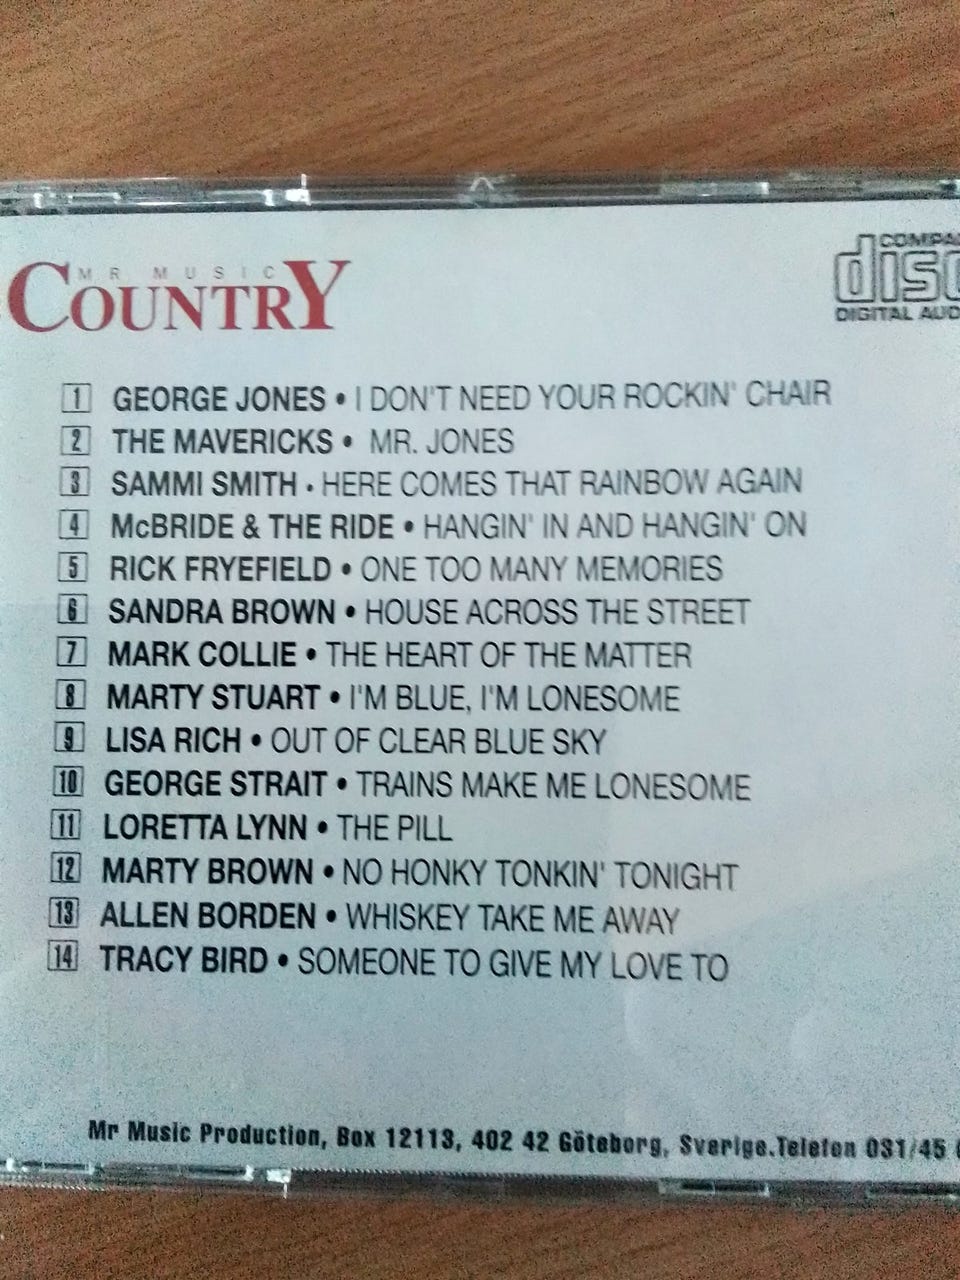 MR MUSIC
COUNTRY
COMPA
disc
DIGITAL AUD
1 GEORGE JONES • I DON'T NEED YOUR ROCKIN' CHAIR
2 THE MAVERICKS • MR. JONES
3 SAMMI SMITH • HERE COMES THAT RAINBOW AGAIN
4 McBRIDE & THE RIDE • HANGIN' IN AND HANGIN' ON
5 RICK FRYEFIELD • ONE TOO MANY MEMORIES
6 SANDRA BROWN • HOUSE ACROSS THE STREET
7 MARK COLLIE • THE HEART OF THE MATTER
8 MARTY STUART • I'M BLUE, I'M LONESOME
9 LISA RICH • OUT OF CLEAR BLUE SKY
10 GEORGE STRAIT • TRAINS MAKE ME LONESOME
11 LORETTA LYNN • THE PILL
12 MARTY BROWN • NO HONKY TONKIN' TONIGHT
13 ALLEN BORDEN • WHISKEY TAKE ME AWAY
14 TRACY BIRD • SOMEONE TO GIVE MY LOVE TO
Mr Music Production, Box 12113, 402 42 Göteborg, Sverige.Telefon 031/45